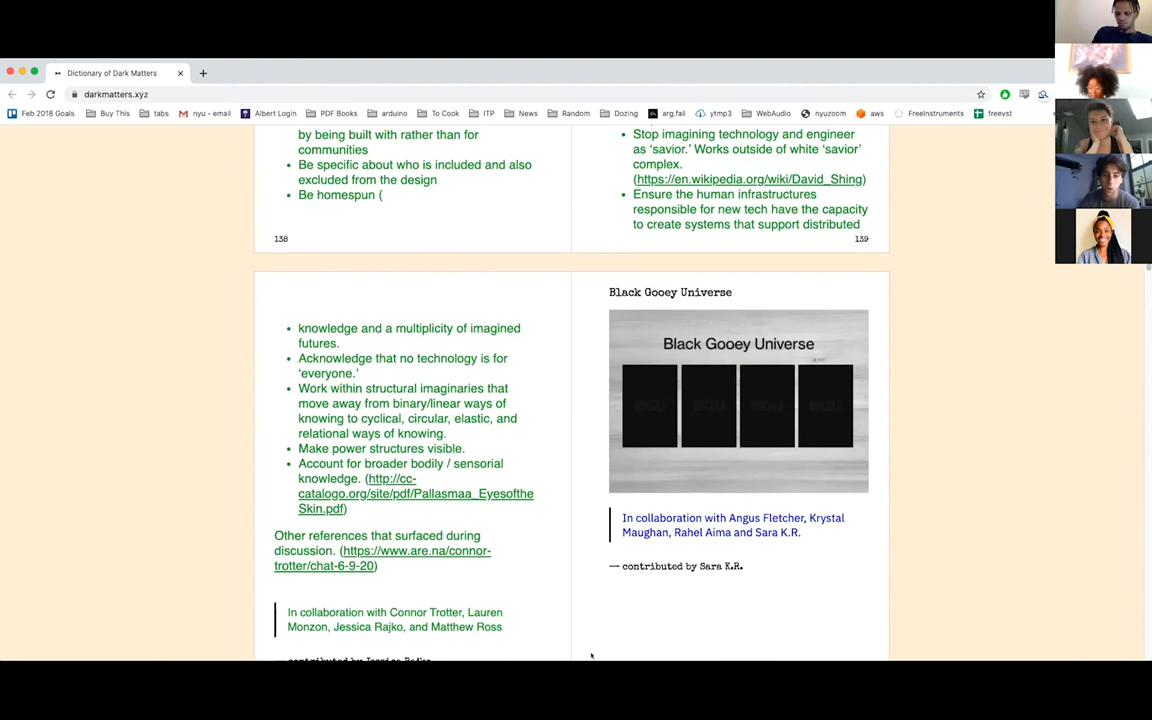 Dictionary of Dark Matters
darkmatters.xyz
Feb 2018 Goals
Buy This
tabs
nyu - email
Albert Login
PDF Books
arduino
To Cook
ITP
News
Random
Dozing
arg.fail
ytmp3
WebAudio
nyuzoom
aws
FreeInstruments
freevst
by being built with rather than for
communities
• Be specific about who is included and also
excluded from the design
• Be homespun (
138
• Stop imagining technology and engineer
as ‘savior.’ Works outside of white ‘savior’
complex.
(https://en.wikipedia.org/wiki/David_Shing)
• Ensure the human infrastructures
responsible for new tech have the capacity
to create systems that support distributed
139
• knowledge and a multiplicity of imagined
futures.
• Acknowledge that no technology is for
‘everyone.’
• Work within structural imaginaries that
move away from binary/linear ways of
knowing to cyclical, circular, elastic, and
relational ways of knowing.
• Make power structures visible.
• Account for broader bodily / sensorial
knowledge. (http://cc-
catalogo.org/site/pdf/Pallasmaa_Eyesofthe
Skin.pdf)
Other references that surfaced during
discussion. (https://www.are.na/connor-
trotter/chat-6-9-20)
In collaboration with Connor Trotter, Lauren
Monzon, Jessica Rajko, and Matthew Ross
— contributed by Jessica Rajko
Black Gooey Universe
Black Gooey Universe
In collaboration with Angus Fletcher, Krystal
Maughan, Rahel Aima and Sara K.R.
— contributed by Sara K.R.